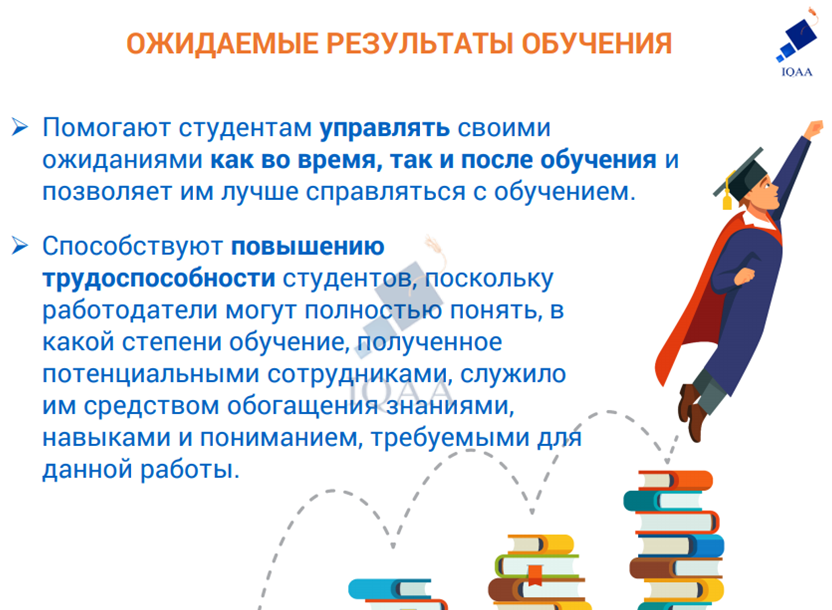 ОЖИДАЕМЫЕ РЕЗУЛЬТАТЫ ОБУЧЕНИЯ
IQAA
➢ Помогают студентам управлять своими
ожиданиями как во время, так и после обучения и
позволяет им лучше справляться с обучением.
➢ Способствуют повышению
трудоспособности студентов, поскольку
работодатели могут полностью понять, в
какой степени обучение, полученное
потенциальными сотрудниками, служило
им средством обогащения знаниями,
навыками и пониманием, требуемыми для
данной работы.
IQAA